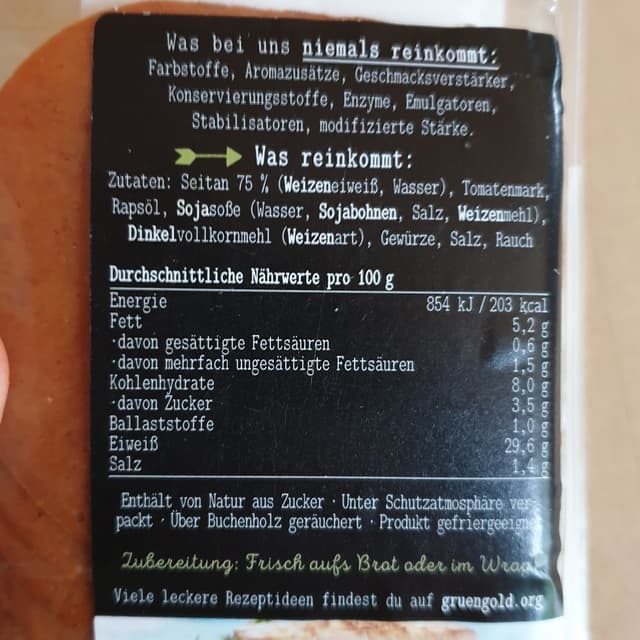 Was bei uns niemals reinkommt:
Farbstoffe, Aromazusätze, Geschmacksverstärker,
Konservierungsstoffe, Enzyme, Emulgatoren,
Stabilisatoren, modifizierte Stärke.
Was reinkommt:
Zutaten: Seitan 75 % (Weizeneiweiß, Wasser), Tomatenmark,
Rapsöl, Sojasoße (Wasser, Sojabohnen, Salz, Weizenmehl),
Dinkelvollkornmehl (Weizenart), Gewürze, Salz, Rauch
Durchschnittliche Nährwerte pro 100 g
Energie 854 kJ / 203 kcal
Fett 5,2 g
·davon gesättigte Fettsäuren 0,6 g
·davon mehrfach ungesättigte Fettsäuren 1,5 g
Kohlenhydrate 8,0 g
·davon Zucker 3,5 g
Ballaststoffe 1,0 g
Eiweiß 29,6 g
Salz 1,4 g
Enthält von Natur aus Zucker · Unter Schutzatmosphäre ver-
packt · Über Buchenholz geräuchert · Produkt gefriergeeignet
Zubereitung: Frisch aufs Brot oder im Wrap!
Viele leckere Rezeptideen findest du auf gruengold.org